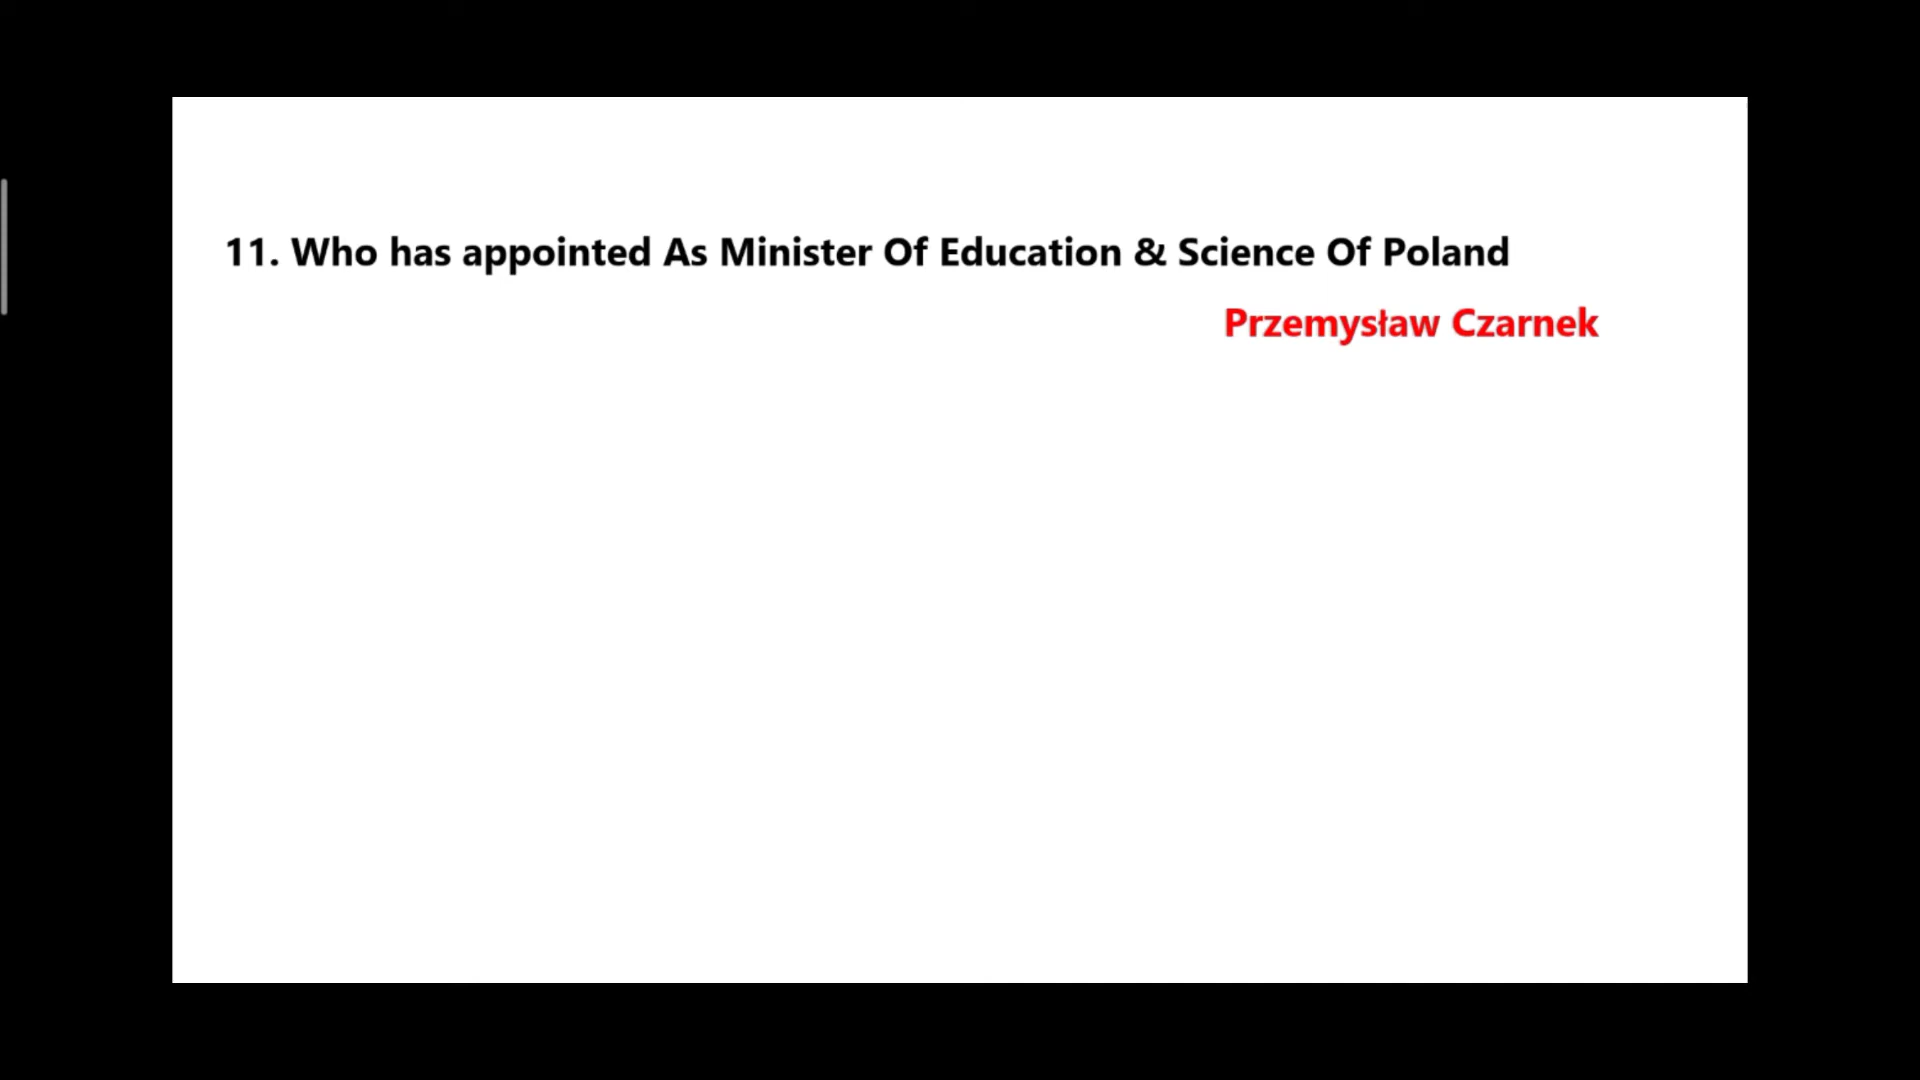 11. Who has appointed As Minister Of Education & Science Of Poland
Przemysław Czarnek